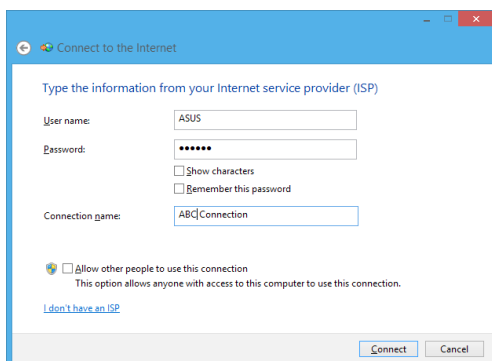 Connect to the Internet
Type the information from your Internet service provider (ISP)
User name:
ASUS
Password:
••••••
Show characters
Remember this password
Connection name:
ABC Connection
Allow other people to use this connection
This option allows anyone with access to this computer to use this connection.
I don't have an ISP
Connect
Cancel